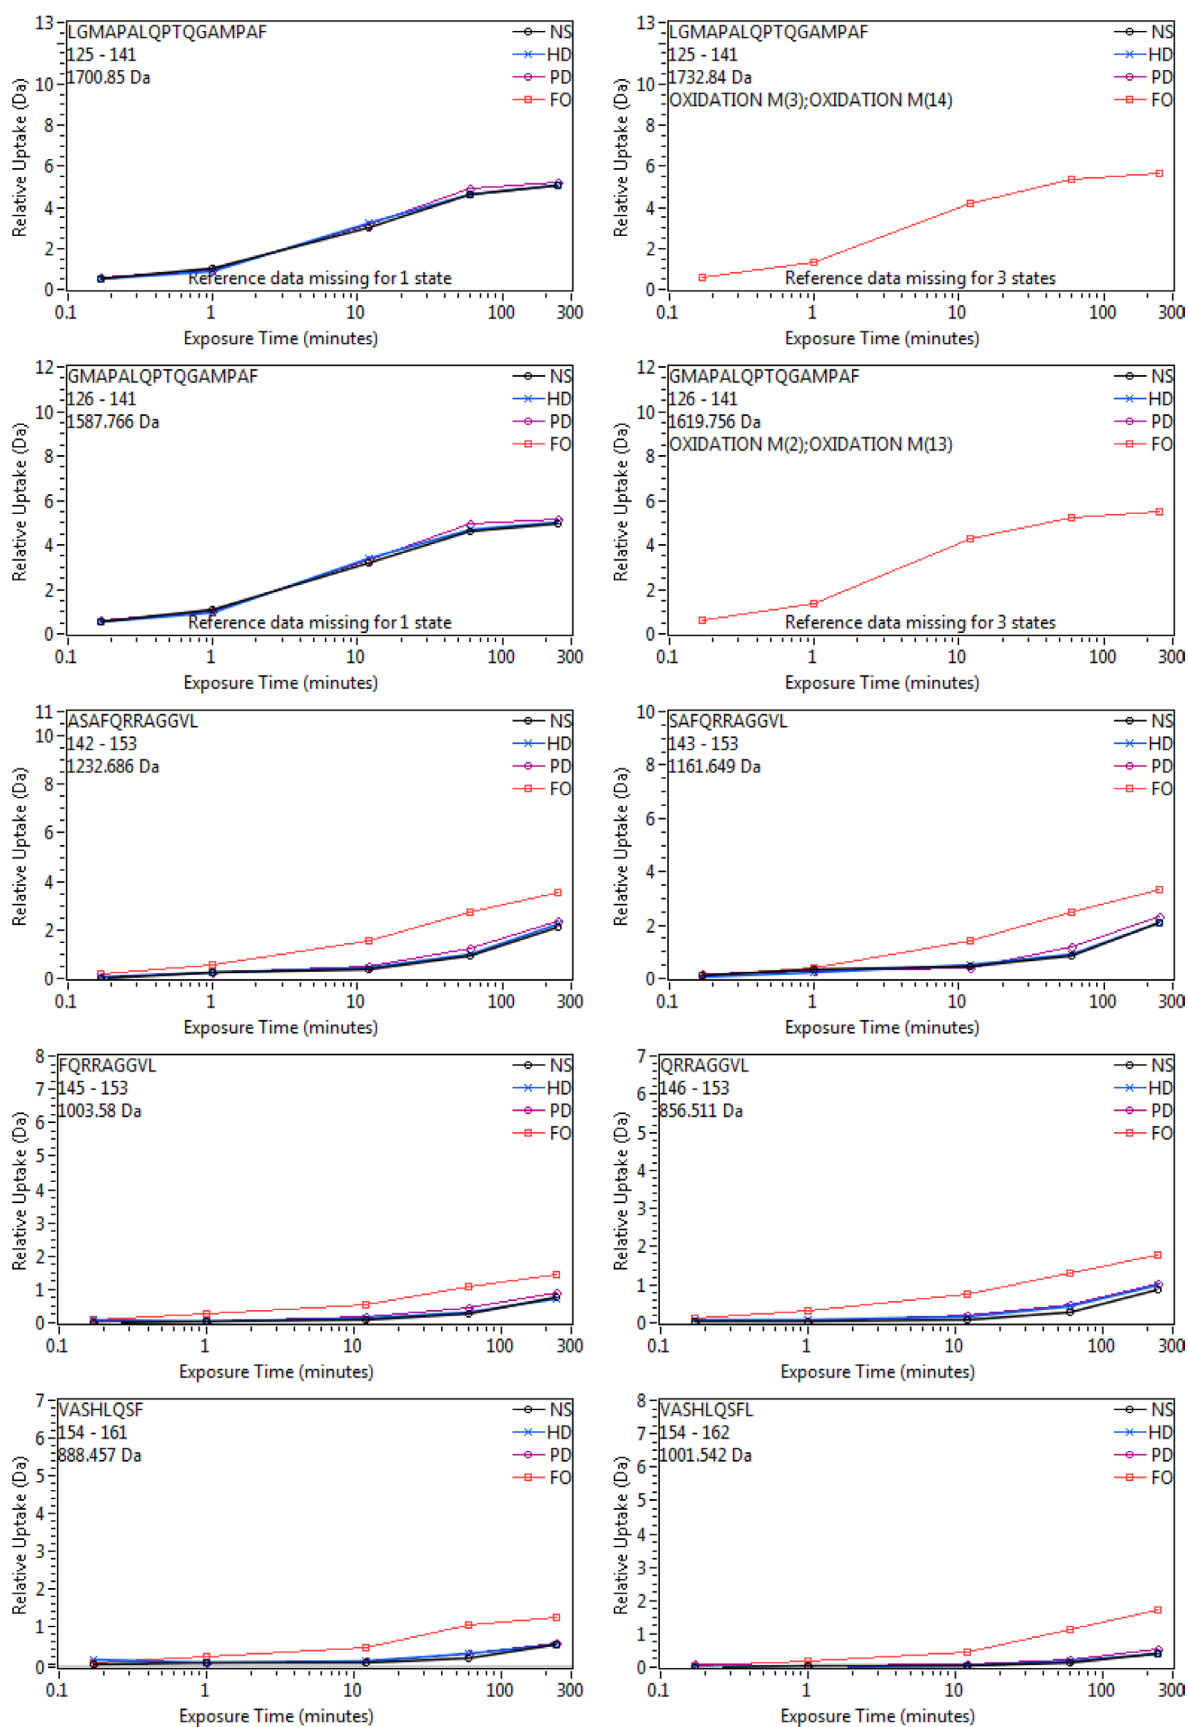 LGMAPALQPTQGAMPAF
125 - 141
1700.85 Da
NS
HD
PD
FO
Relative Uptake (Da)
13
10
8
6
4
2
0
Reference data missing for 1 state
0.1 1 10 100 300
Exposure Time (minutes)
LGMAPALQPTQGAMPAF
125 - 141
1732.84 Da
OXIDATION M(3);OXIDATION M(14)
NS
HD
PD
FO
Relative Uptake (Da)
13
10
8
6
4
2
0
Reference data missing for 3 states
0.1 1 10 100 300
Exposure Time (minutes)
GMAPALQPTQGAMPAF
126 - 141
1587.766 Da
NS
HD
PD
FO
Relative Uptake (Da)
12
10
8
6
4
2
0
Reference data missing for 1 state
0.1 1 10 100 300
Exposure Time (minutes)
GMAPALQPTQGAMPAF
126 - 141
1619.756 Da
OXIDATION M(2);OXIDATION M(13)
NS
HD
PD
FO
Relative Uptake (Da)
12
10
8
6
4
2
0
Reference data missing for 3 states
0.1 1 10 100 300
Exposure Time (minutes)
ASAFQRRAGGVL
142 - 153
1232.686 Da
NS
HD
PD
FO
Relative Uptake (Da)
11
10
8
6
4
2
0
0.1 1 10 100 300
Exposure Time (minutes)
SAFQRRAGGVL
143 - 153
1161.649 Da
NS
HD
PD
FO
Relative Uptake (Da)
10
8
6
4
2
0
0.1 1 10 100 300
Exposure Time (minutes)
FQRRAGGVL
145 - 153
1003.58 Da
NS
HD
PD
FO
Relative Uptake (Da)
8
7
6
5
4
3
2
1
0
0.1 1 10 100 300
Exposure Time (minutes)
QRRAGGVL
146 - 153
856.511 Da
NS
HD
PD
FO
Relative Uptake (Da)
7
6
5
4
3
2
1
0
0.1 1 10 100 300
Exposure Time (minutes)
VASHLQSF
154 - 161
888.457 Da
NS
HD
PD
FO
Relative Uptake (Da)
7
6
5
4
3
2
1
0
0.1 1 10 100 300
Exposure Time (minutes)
VASHLQSFL
154 - 162
1001.542 Da
NS
HD
PD
FO
Relative Uptake (Da)
8
7
6
5
4
3
2
1
0
0.1 1 10 100 300
Exposure Time (minutes)